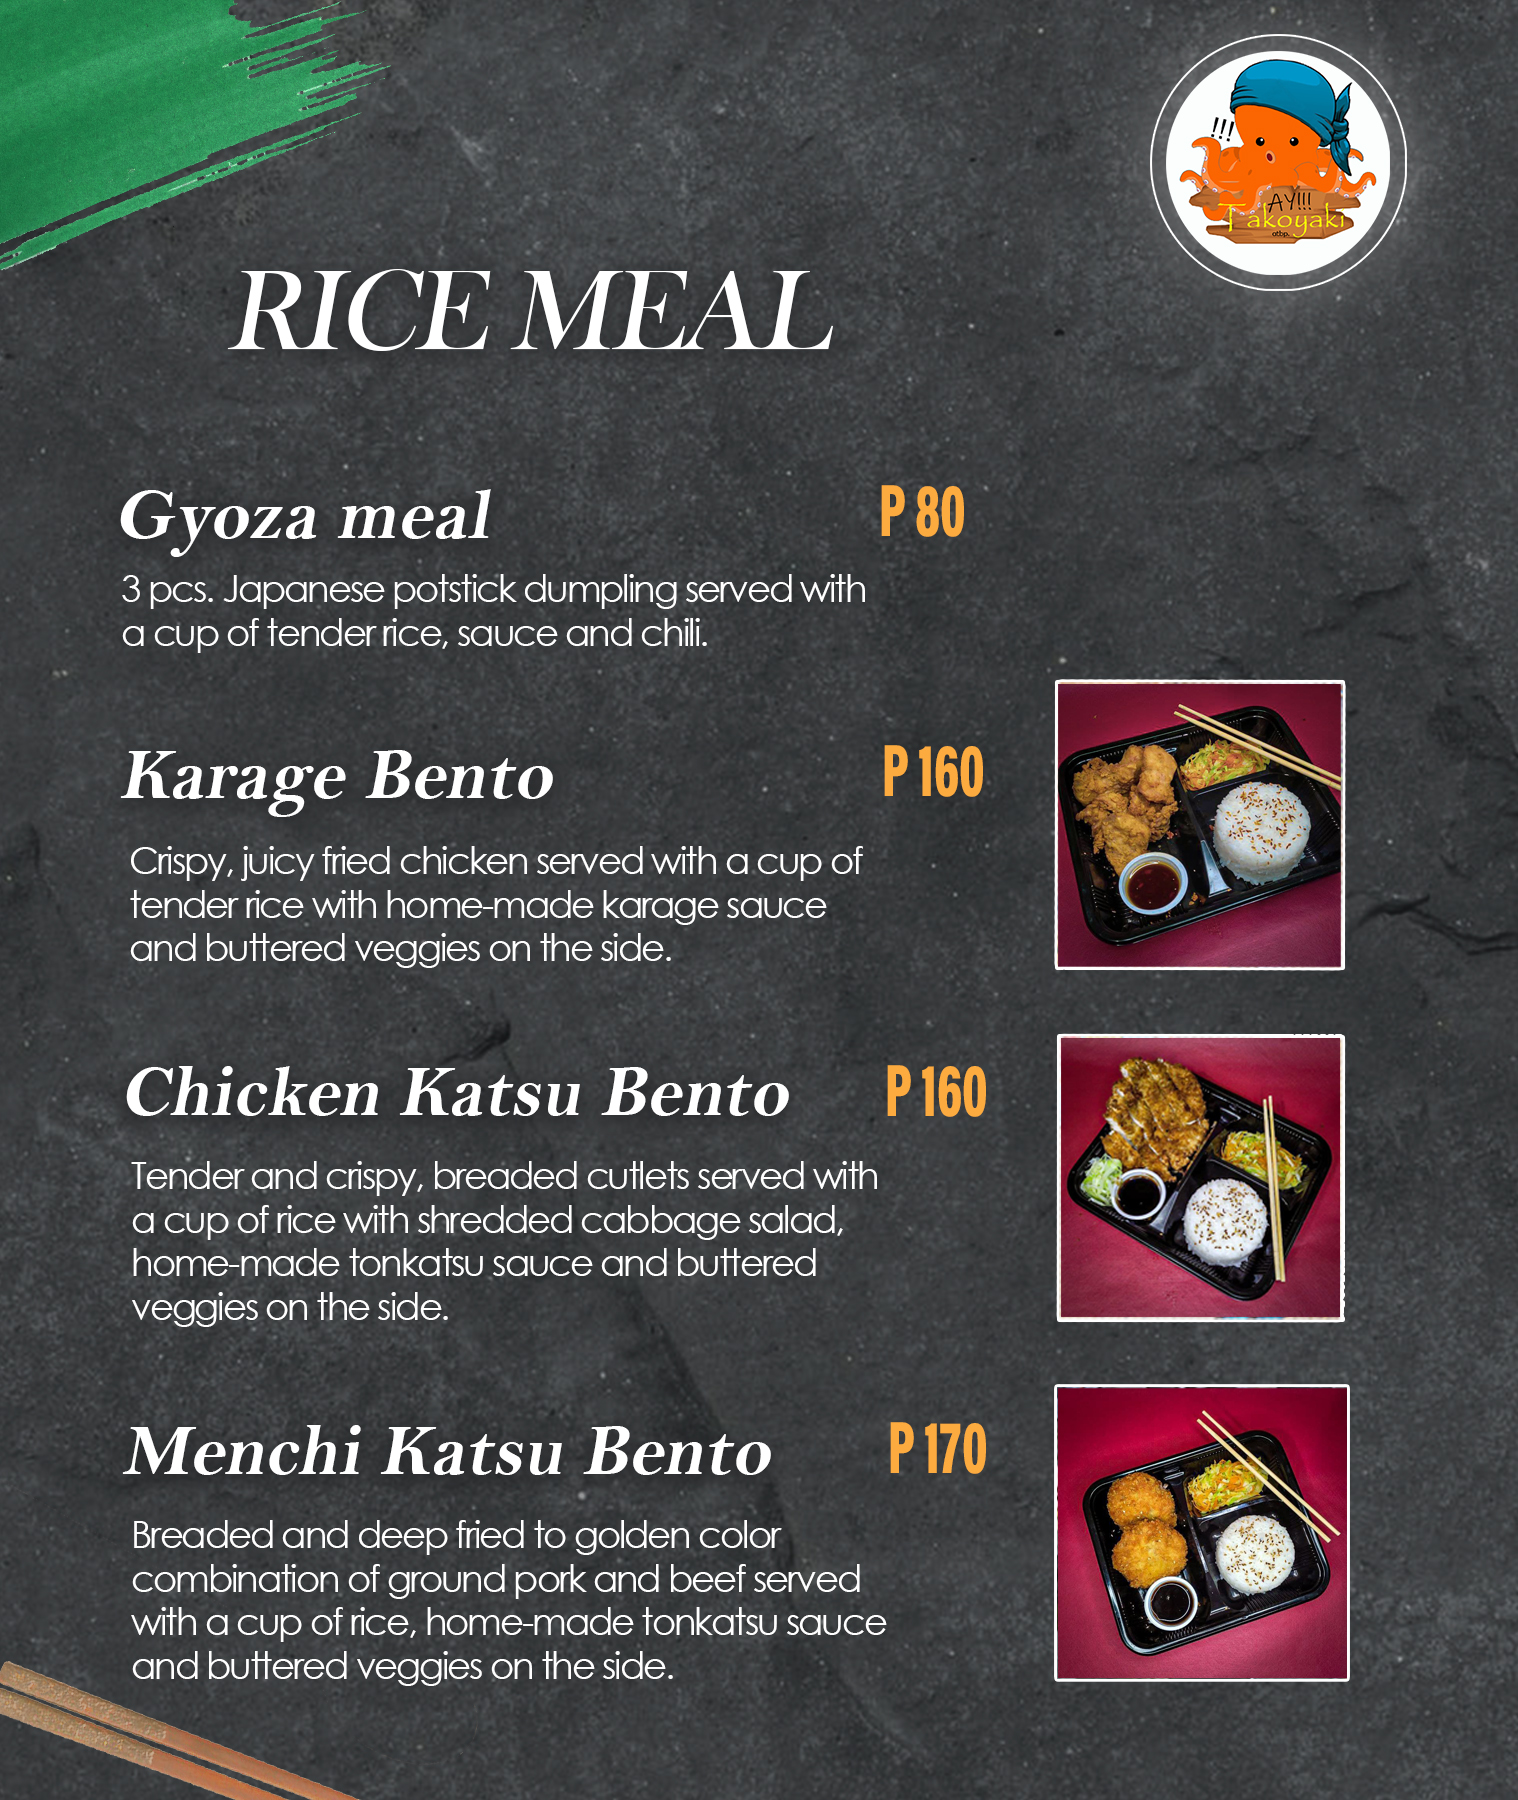 !!!
AY!!!
Takoyaki
atbp.
RICE MEAL
Gyoza meal P 80
3 pcs. Japanese potstick dumpling served with
a cup of tender rice, sauce and chili.
Karage Bento P 160
Crispy, juicy fried chicken served with a cup of
tender rice with home-made karage sauce
and buttered veggies on the side.
Chicken Katsu Bento P 160
Tender and crispy, breaded cutlets served with
a cup of rice with shredded cabbage salad,
home-made tonkatsu sauce and buttered
veggies on the side.
Menchi Katsu Bento P 170
Breaded and deep fried to golden color
combination of ground pork and beef served
with a cup of rice, home-made tonkatsu sauce
and buttered veggies on the side.